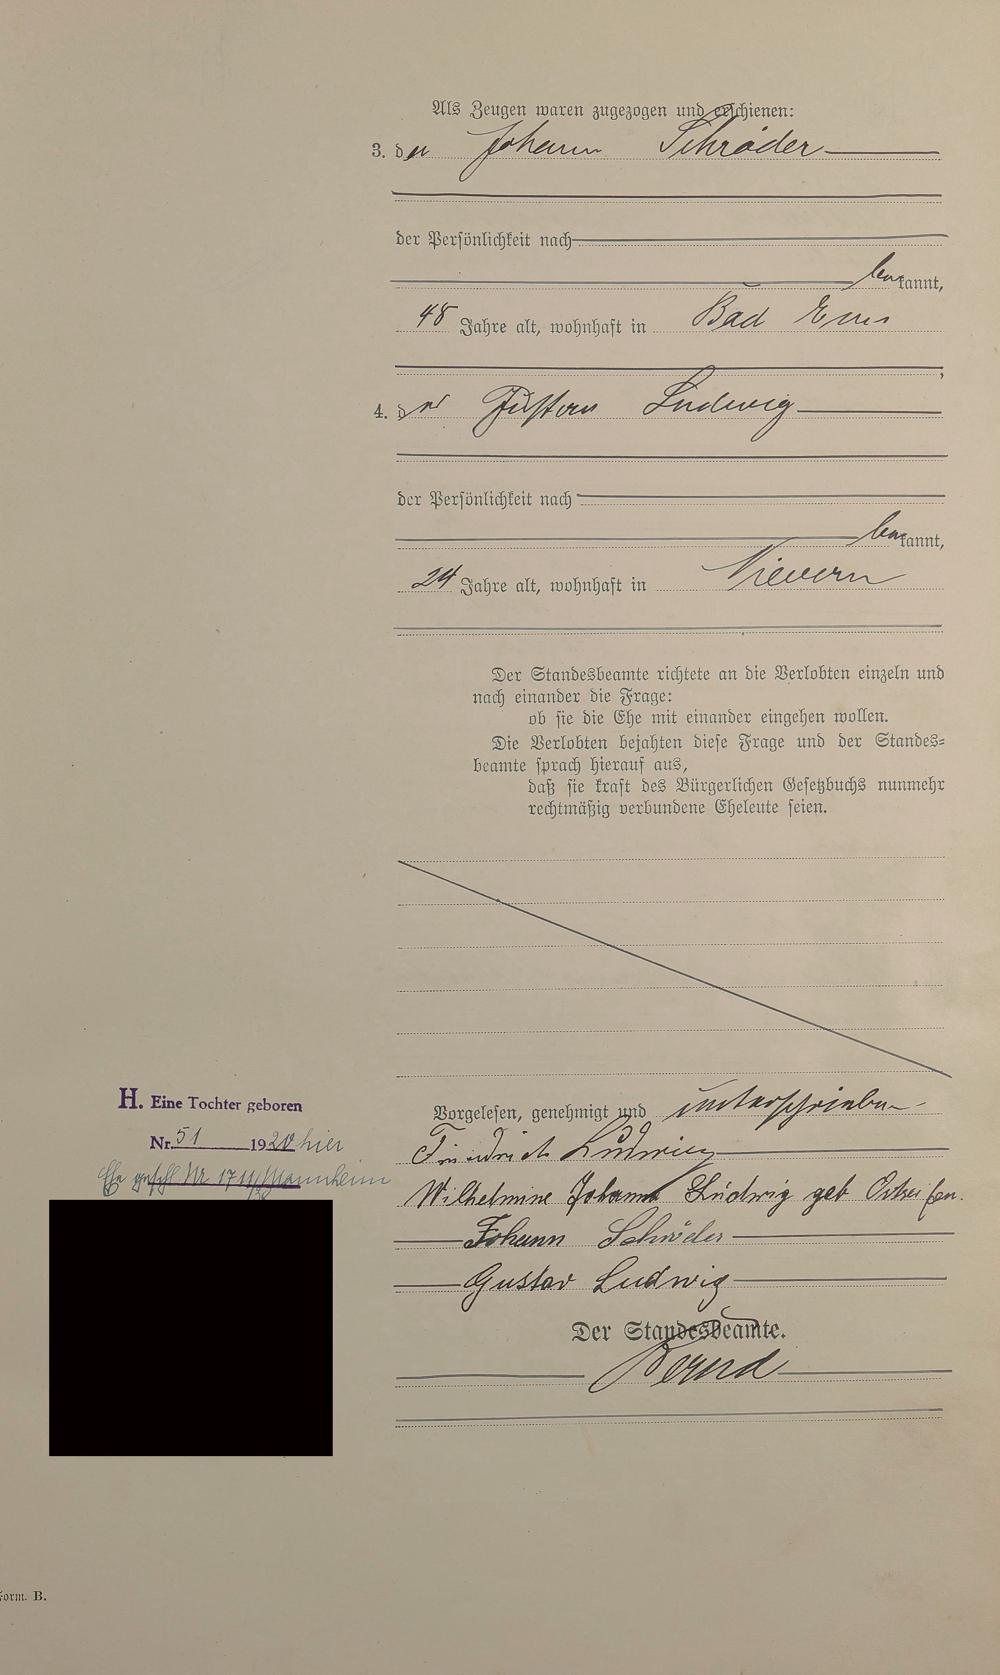 Als Zeugen waren zugezogen und erschienen:
3. der Johann Schröder
der Persönlichkeit nach
bekannt,
48 Jahre alt, wohnhaft in Bad Ems
;
4. der Gustav Ludwig
der Persönlichkeit nach
bekannt,
24 Jahre alt, wohnhaft in Nievern
Der Standesbeamte richtete an die Verlobten einzeln und
nach einander die Frage:
ob sie die Ehe mit einander eingehen wollen.
Die Verlobten bejahten diese Frage und der Standes-
beamte sprach hierauf aus,
daß sie kraft des Bürgerlichen Gesetzbuchs nunmehr
rechtmäßig verbundene Eheleute seien.
Vorgelesen, genehmigt und unterschrieben
Friedrich Ludwig
Wilhelmine Johanna Ludwig geb
Johann Schröder
Gustav Ludwig
Der Standesbeamte.
Bernd
H. Eine Tochter geboren
Nr. 51 1920 hier
Ehe geschl Nr Mannheim
Form. B.